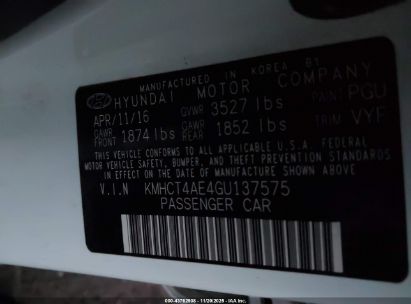 MANUFACTURED IN KOREA BY
HYUNDAI MOTOR COMPANY
APR/11/16 GVWR 3527 lbs PAINT PGU
GAWR FRONT 1874 lbs GAWR REAR 1852 lbs TRIM VYF
THIS VEHICLE CONFORMS TO ALL APPLICABLE U.S.A. FEDERAL
MOTOR VEHICLE SAFETY, BUMPER, AND THEFT PREVENTION STANDARDS
IN EFFECT ON THE DATE OF MANUFACTURE SHOWN ABOVE.
V.I.N KMHCT4AE4GU137575
PASSENGER CAR